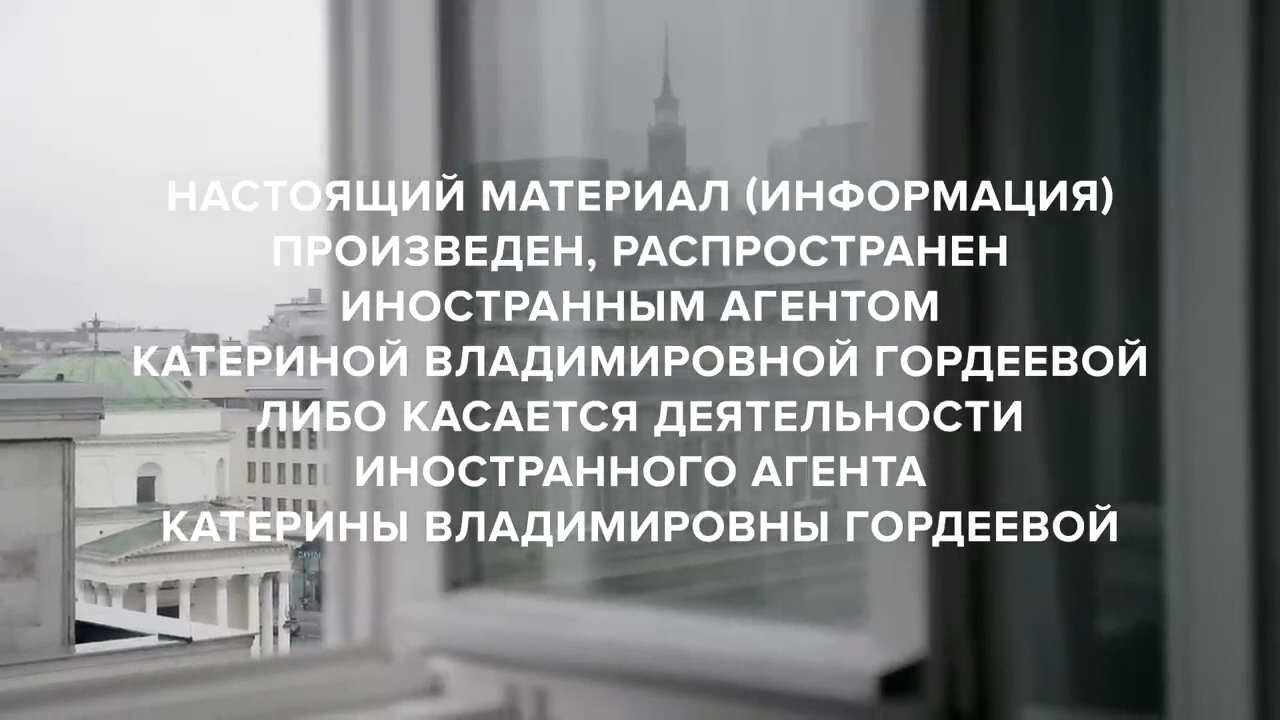 НАСТОЯЩИЙ МАТЕРИАЛ (ИНФОРМАЦИЯ)
ПРОИЗВЕДЕН, РАСПРОСТРАНЕН
ИНОСТРАННЫМ АГЕНТОМ
КАТЕРИНОЙ ВЛАДИМИРОВНОЙ ГОРДЕЕВОЙ
ЛИБО КАСАЕТСЯ ДЕЯТЕЛЬНОСТИ
ИНОСТРАННОГО АГЕНТА
КАТЕРИНЫ ВЛАДИМИРОВНЫ ГОРДЕЕВОЙ